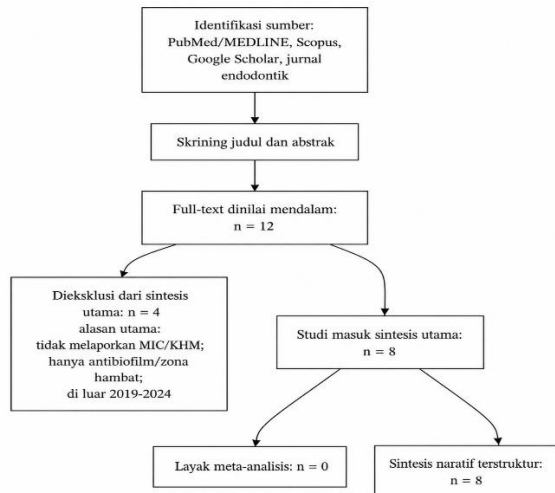 Identifikasi sumber:
PubMed/MEDLINE, Scopus,
Google Scholar, jurnal
endodontik
Skrining judul dan abstrak
Full-text dinilai mendalam:
n = 12
Dieksklusi dari sintesis
utama: n = 4
alasan utama:
tidak melaporkan MIC/KHM;
hanya antibiofilm/zona
hambat;
di luar 2019-2024
Studi masuk sintesis utama:
n = 8
Layak meta-analisis: n = 0
Sintesis naratif terstruktur:
n = 8